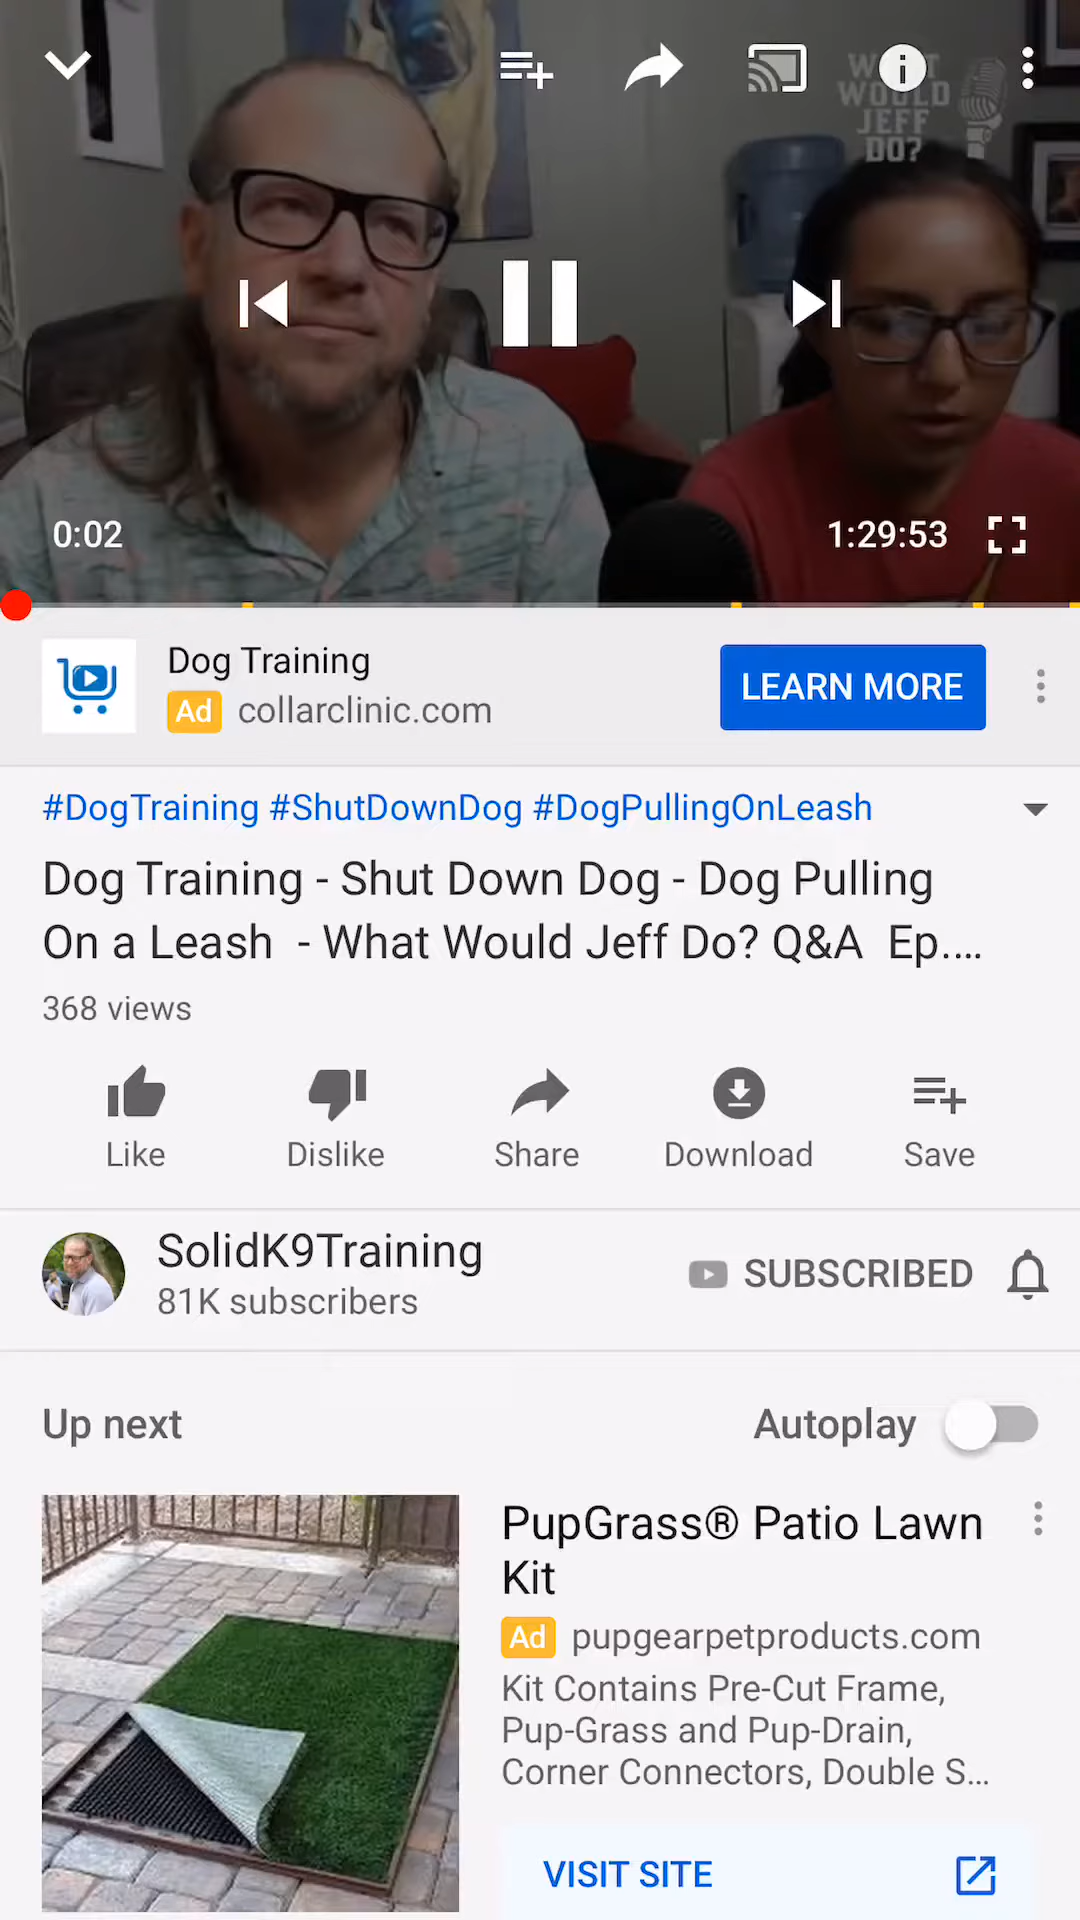 WHAT
WOULD
JEFF
DO?
0:02
1:29:53
Dog Training
Ad collarclinic.com
LEARN MORE
#DogTraining #ShutDownDog #DogPullingOnLeash
Dog Training - Shut Down Dog - Dog Pulling
On a Leash - What Would Jeff Do? Q&A Ep....
368 views
Like
Dislike
Share
Download
Save
SolidK9Training
81K subscribers
SUBSCRIBED
Up next
Autoplay
PupGrass® Patio Lawn
Kit
Ad pupgearpetproducts.com
Kit Contains Pre-Cut Frame,
Pup-Grass and Pup-Drain,
Corner Connectors, Double S...
VISIT SITE